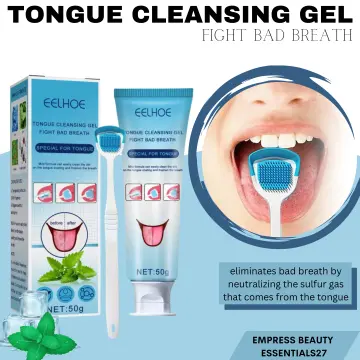 TONGUE CLEANSING GEL
FIGHT BAD BREATH
EELHOE
TONGUE CLEANSING GEL
FIGHT BAD BREATH
SPECIAL FOR TONGUE
before
after
NET:50g
EELHOE
TONGUE CLEANSING GEL
FIGHT BAD BREATH
SPECIAL FOR TONGUE
NET:50g
eliminates bad breath by
neutralizing the sulfur gas
that comes from the tongue
EMPRESS BEAUTY
ESSENTIALS27